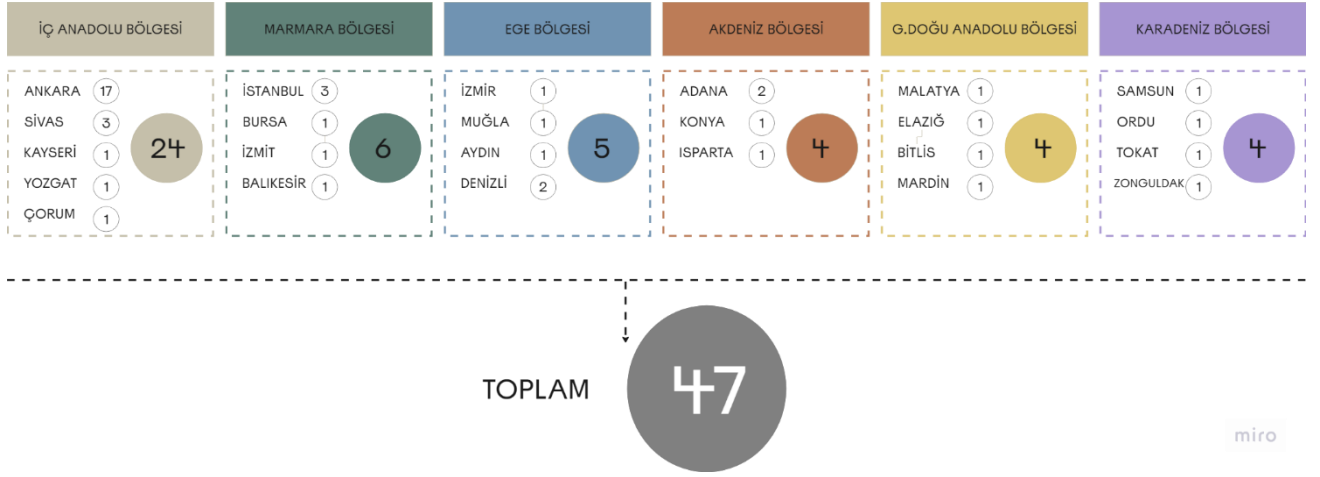 İÇ ANADOLU BÖLGESİ
ANKARA 17
SİVAS 3
KAYSERİ 1
YOZGAT 1
ÇORUM 1
24
MARMARA BÖLGESİ
İSTANBUL 3
BURSA 1
İZMİT 1
BALIKESİR 1
6
EGE BÖLGESİ
İZMİR 1
MUĞLA 1
AYDIN 1
DENİZLİ 2
5
AKDENİZ BÖLGESİ
ADANA 2
KONYA 1
ISPARTA 1
4
G.DOĞU ANADOLU BÖLGESİ
MALATYA 1
ELAZIĞ 1
BİTLİS 1
MARDİN 1
4
KARADENİZ BÖLGESİ
SAMSUN 1
ORDU 1
TOKAT 1
ZONGULDAK 1
4
TOPLAM 47
miro